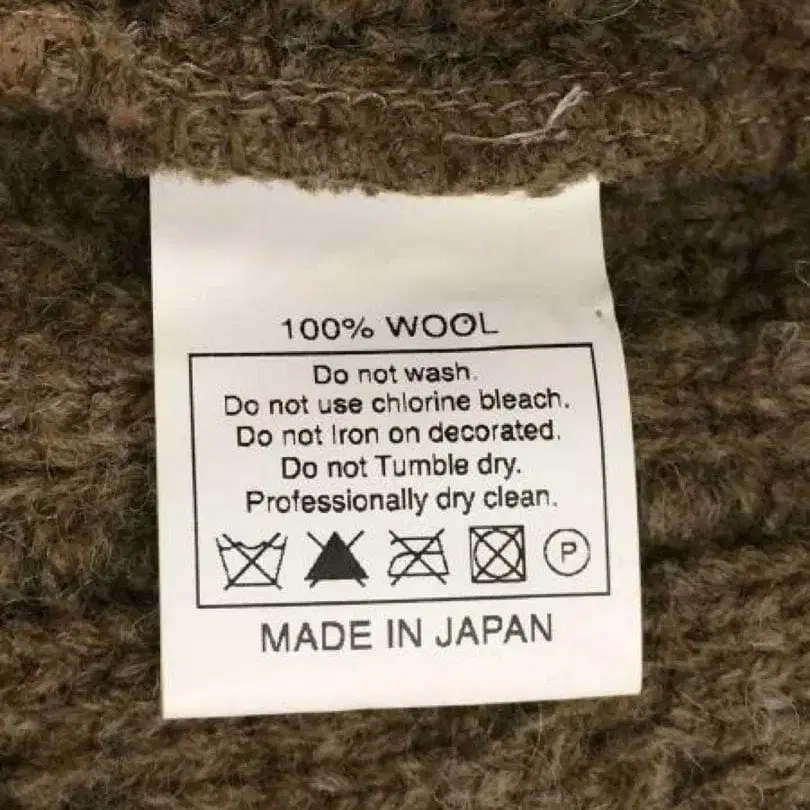 100% WOOL
Do not wash.
Do not use chlorine bleach.
Do not Iron on decorated.
Do not Tumble dry.
Professionally dry clean.
P
MADE IN JAPAN